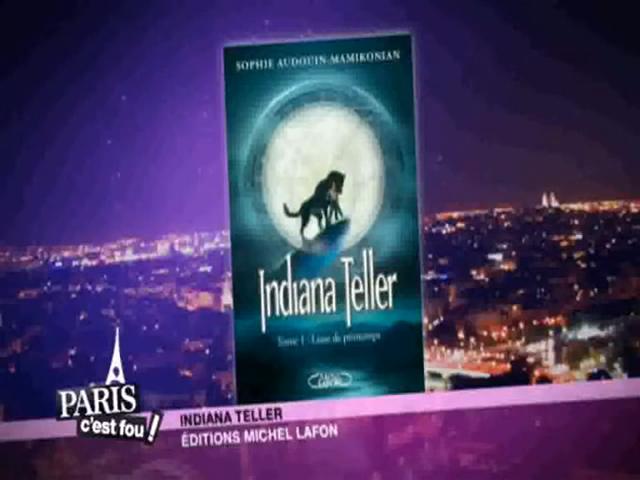 SOPHIE AUDOUIN-MAMIKONIAN
Indiana Teller
Tome 1 - Lune de printemps
PARIS
c'est fou !
INDIANA TELLER
ÉDITIONS MICHEL LAFON